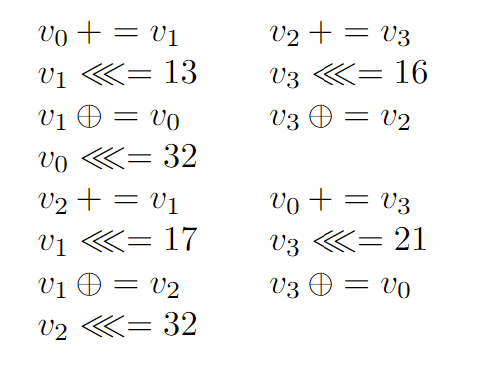 v₀ + = v₁ v₂ + = v₃
v₁ ⋘= 13 v₃ ⋘= 16
v₁ ⊕ = v₀ v₃ ⊕ = v₂
v₀ ⋘= 32
v₂ + = v₁ v₀ + = v₃
v₁ ⋘= 17 v₃ ⋘= 21
v₁ ⊕ = v₂ v₃ ⊕ = v₀
v₂ ⋘= 32